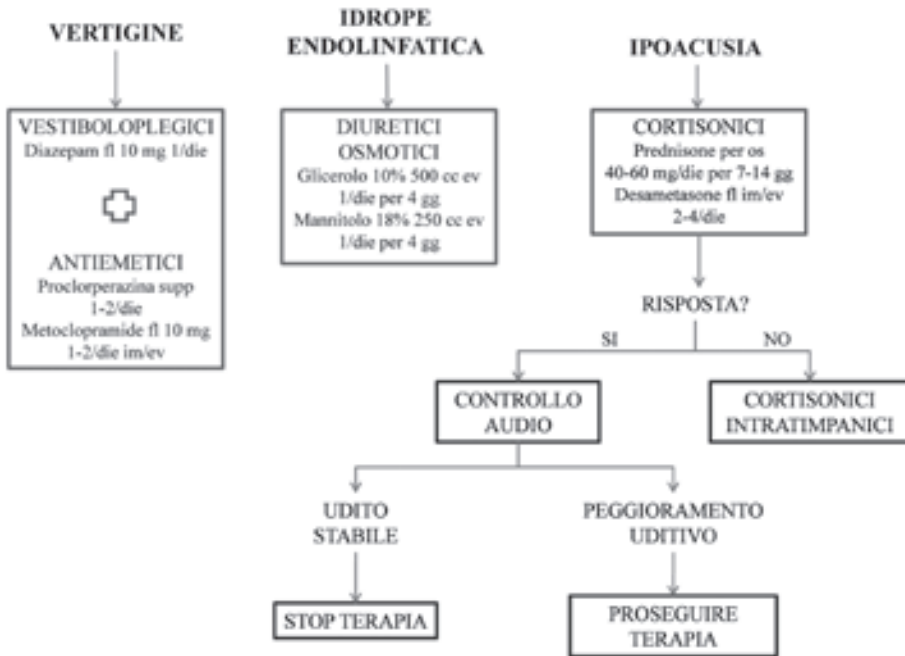 VERTIGINE
VESTIBOLOPLEGICI
Diazepam fl 10 mg 1/die
ANTIEMETICI
Proclorperazina supp
1-2/die
Metoclopramide fl 10 mg
1-2/die im/ev
IDROPE
ENDOLINFATICA
DIURETICI
OSMOTICI
Glicerolo 10% 500 cc ev
1/die per 4 gg
Mannitolo 18% 250 cc ev
1/die per 4 gg
IPOACUSIA
CORTISONICI
Prednisone per os
40-60 mg/die per 7-14 gg
Desametasone fl im/ev
2-4/die
RISPOSTA?
SI
NO
CONTROLLO
AUDIO
CORTISONICI
INTRATIMPANICI
UDITO
STABILE
PEGGIORAMENTO
UDITIVO
STOP TERAPIA
PROSEGUIRE
TERAPIA